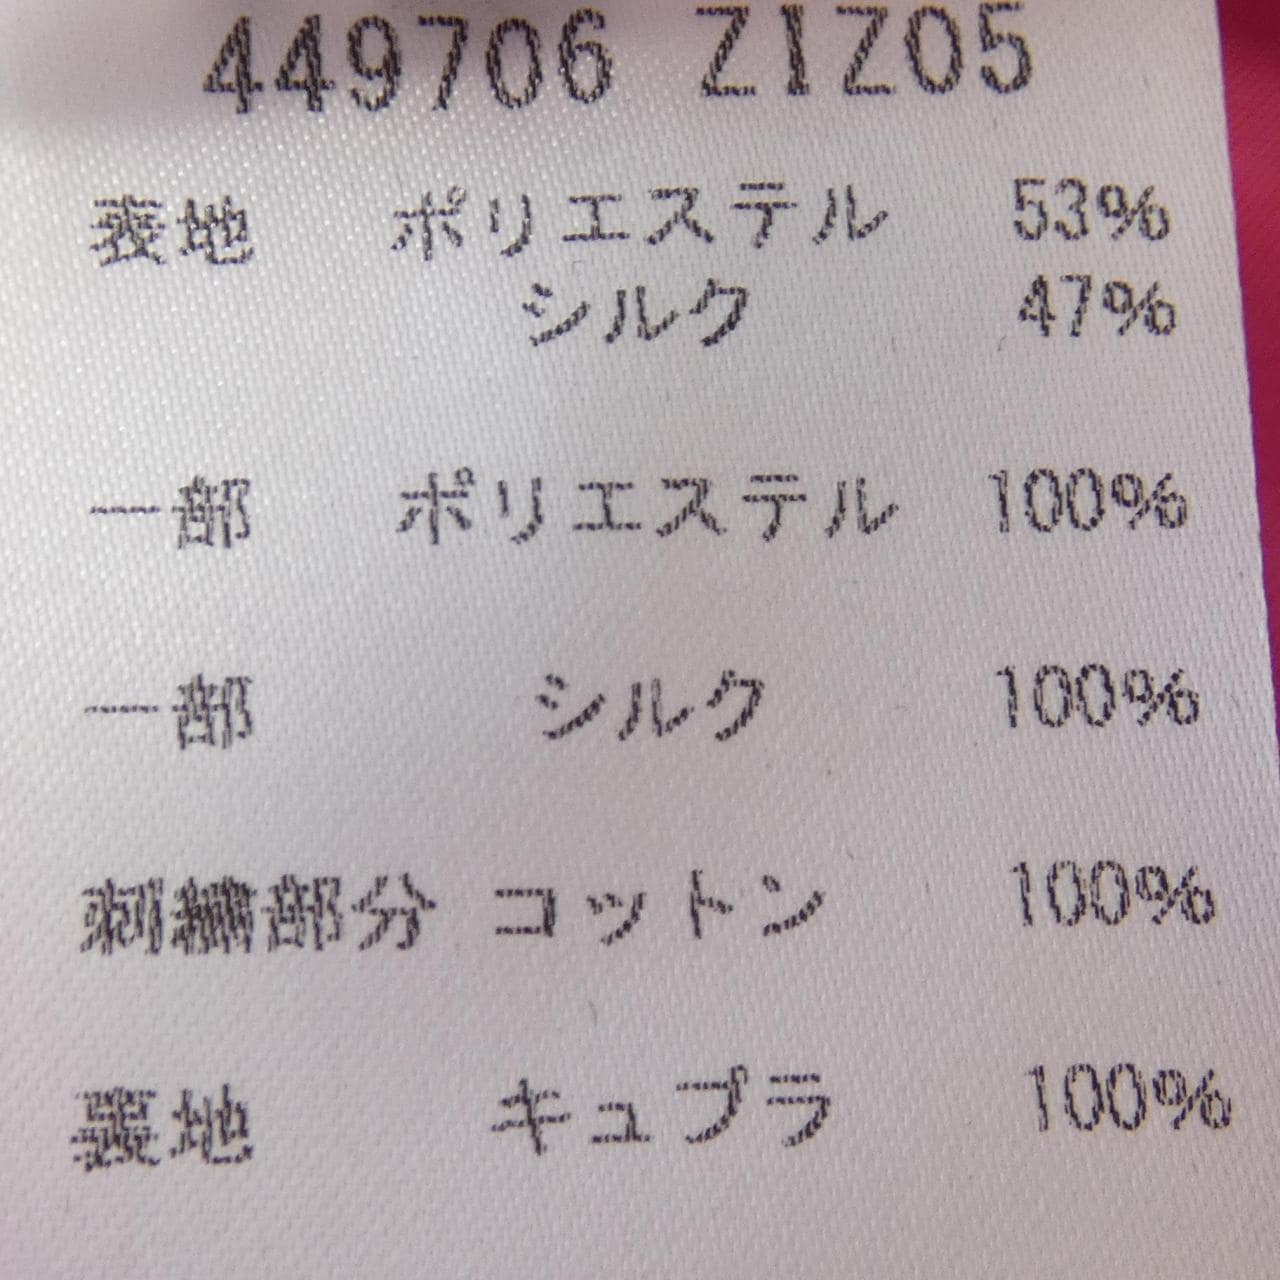 449706 Z1Z05
表地 ポリエステル 53%
シルク 47%
一部 ポリエステル 100%
一部 シルク 100%
刺繍部分 コットン 100%
裏地 キュプラ 100%